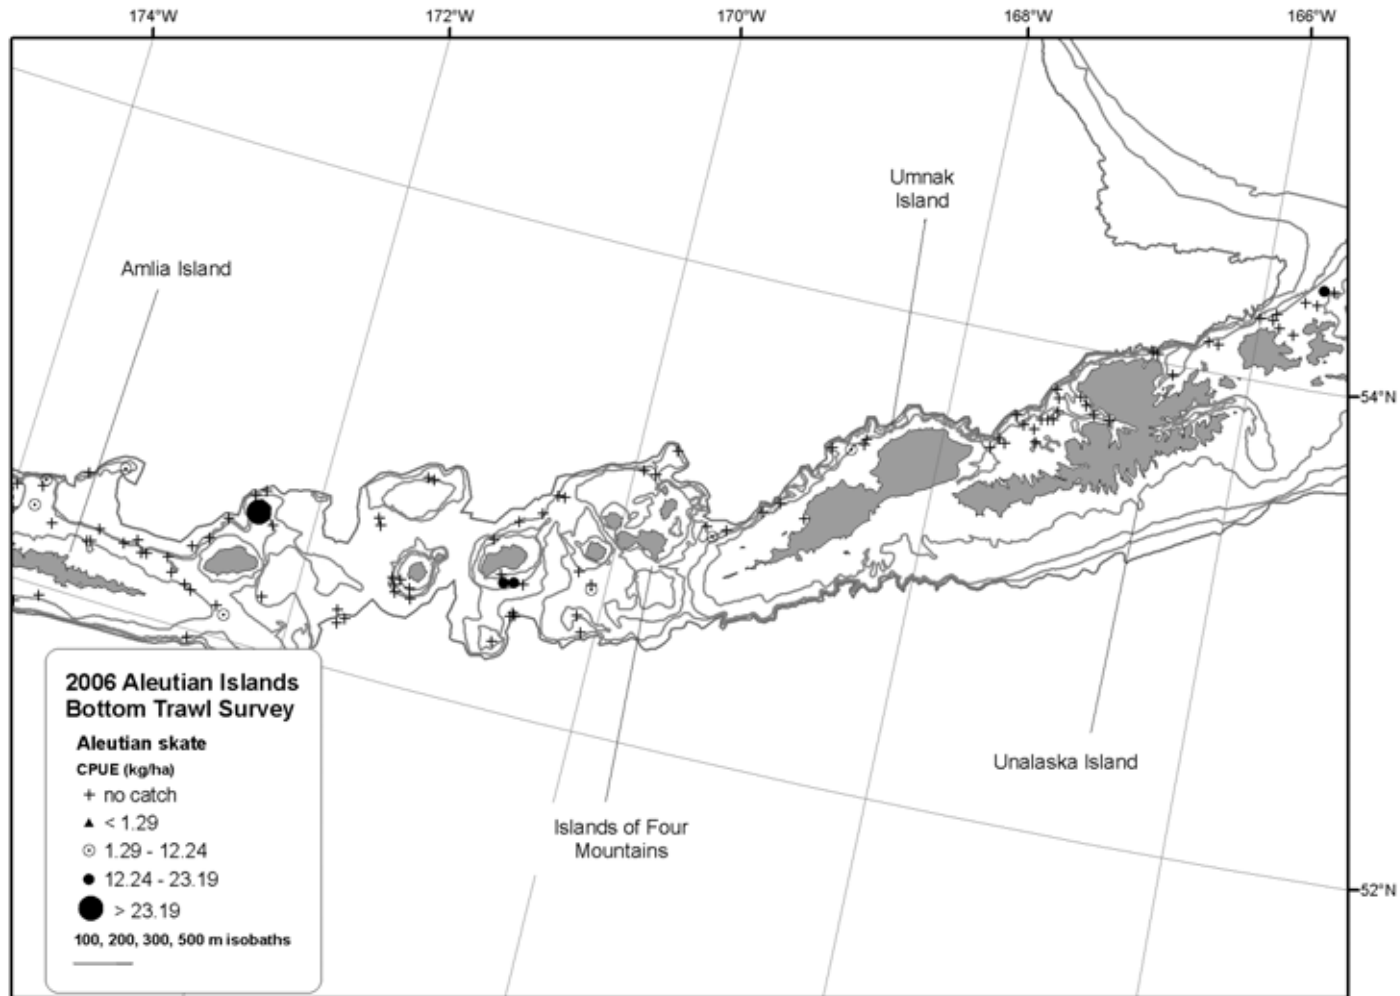 174°W
172°W
170°W
168°W
166°W
Umnak
Island
Amlia Island
54°N
2006 Aleutian Islands
Bottom Trawl Survey
Aleutian skate
CPUE (kg/ha)
no catch
< 1.29
1.29 - 12.24
12.24 - 23.19
> 23.19
100, 200, 300, 500 m isobaths
Unalaska Island
Islands of Four
Mountains
52°N